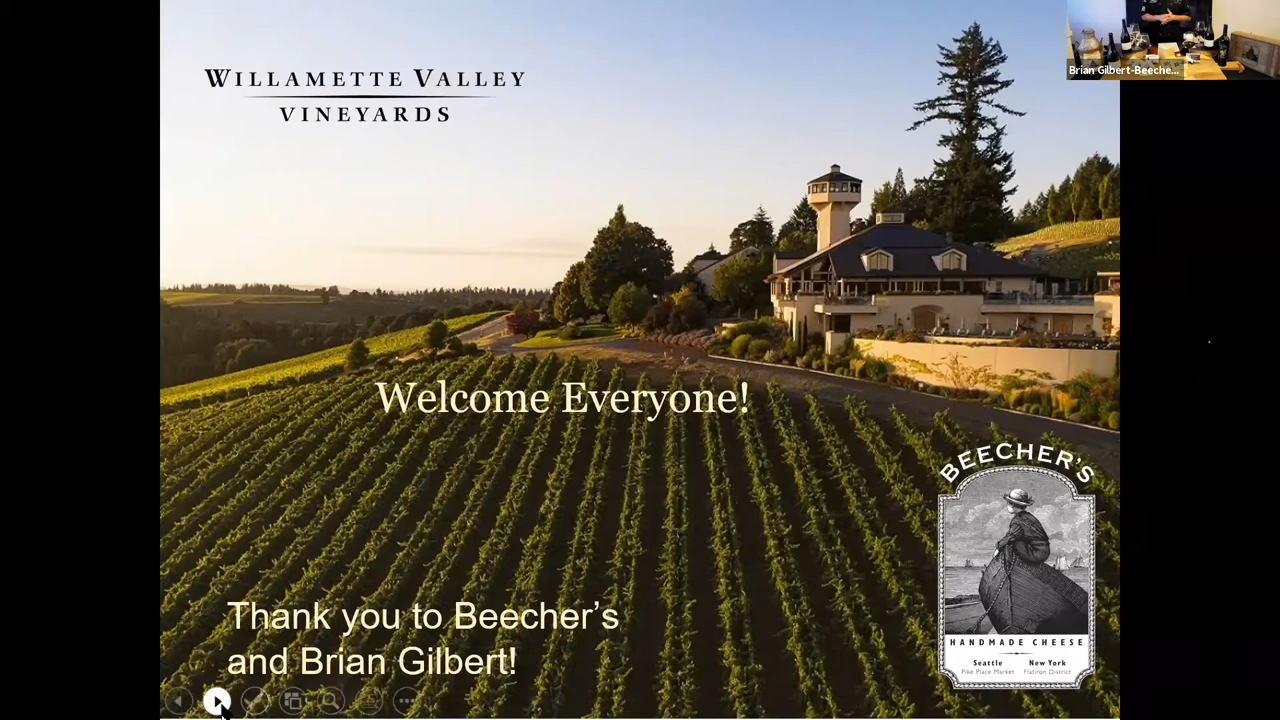 WILLAMETTE VALLEY
VINEYARDS
Brian Gilbert-Beeche...
Welcome Everyone!
BEECHER'S
HANDMADE CHEESE
Seattle New York
Pike Place Market Flatiron District
Thank you to Beecher’s
and Brian Gilbert!